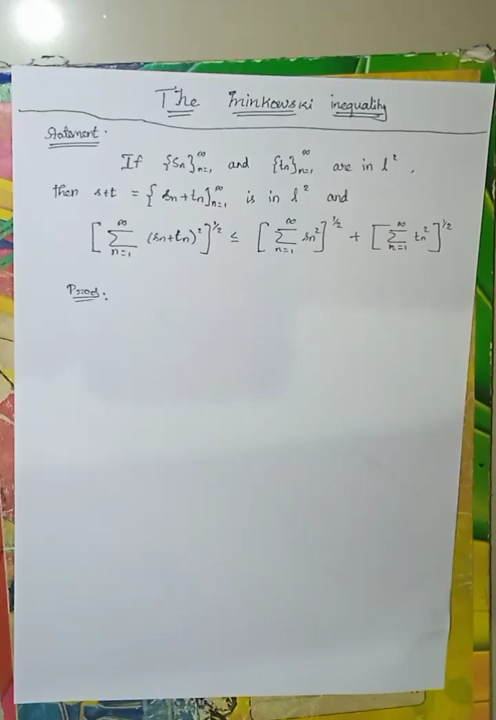 The Minkowski inequality
Statement.
If {Sn}∞n=1 and {tn}∞n=1 are in l²,
then s+t = {sn+tn}∞n=1 is in l² and
[∑∞n=1 (sn+tn)²]^1/2 ≤ [∑∞n=1 sn²]^1/2 + [∑∞n=1 tn²]^1/2
Proof: